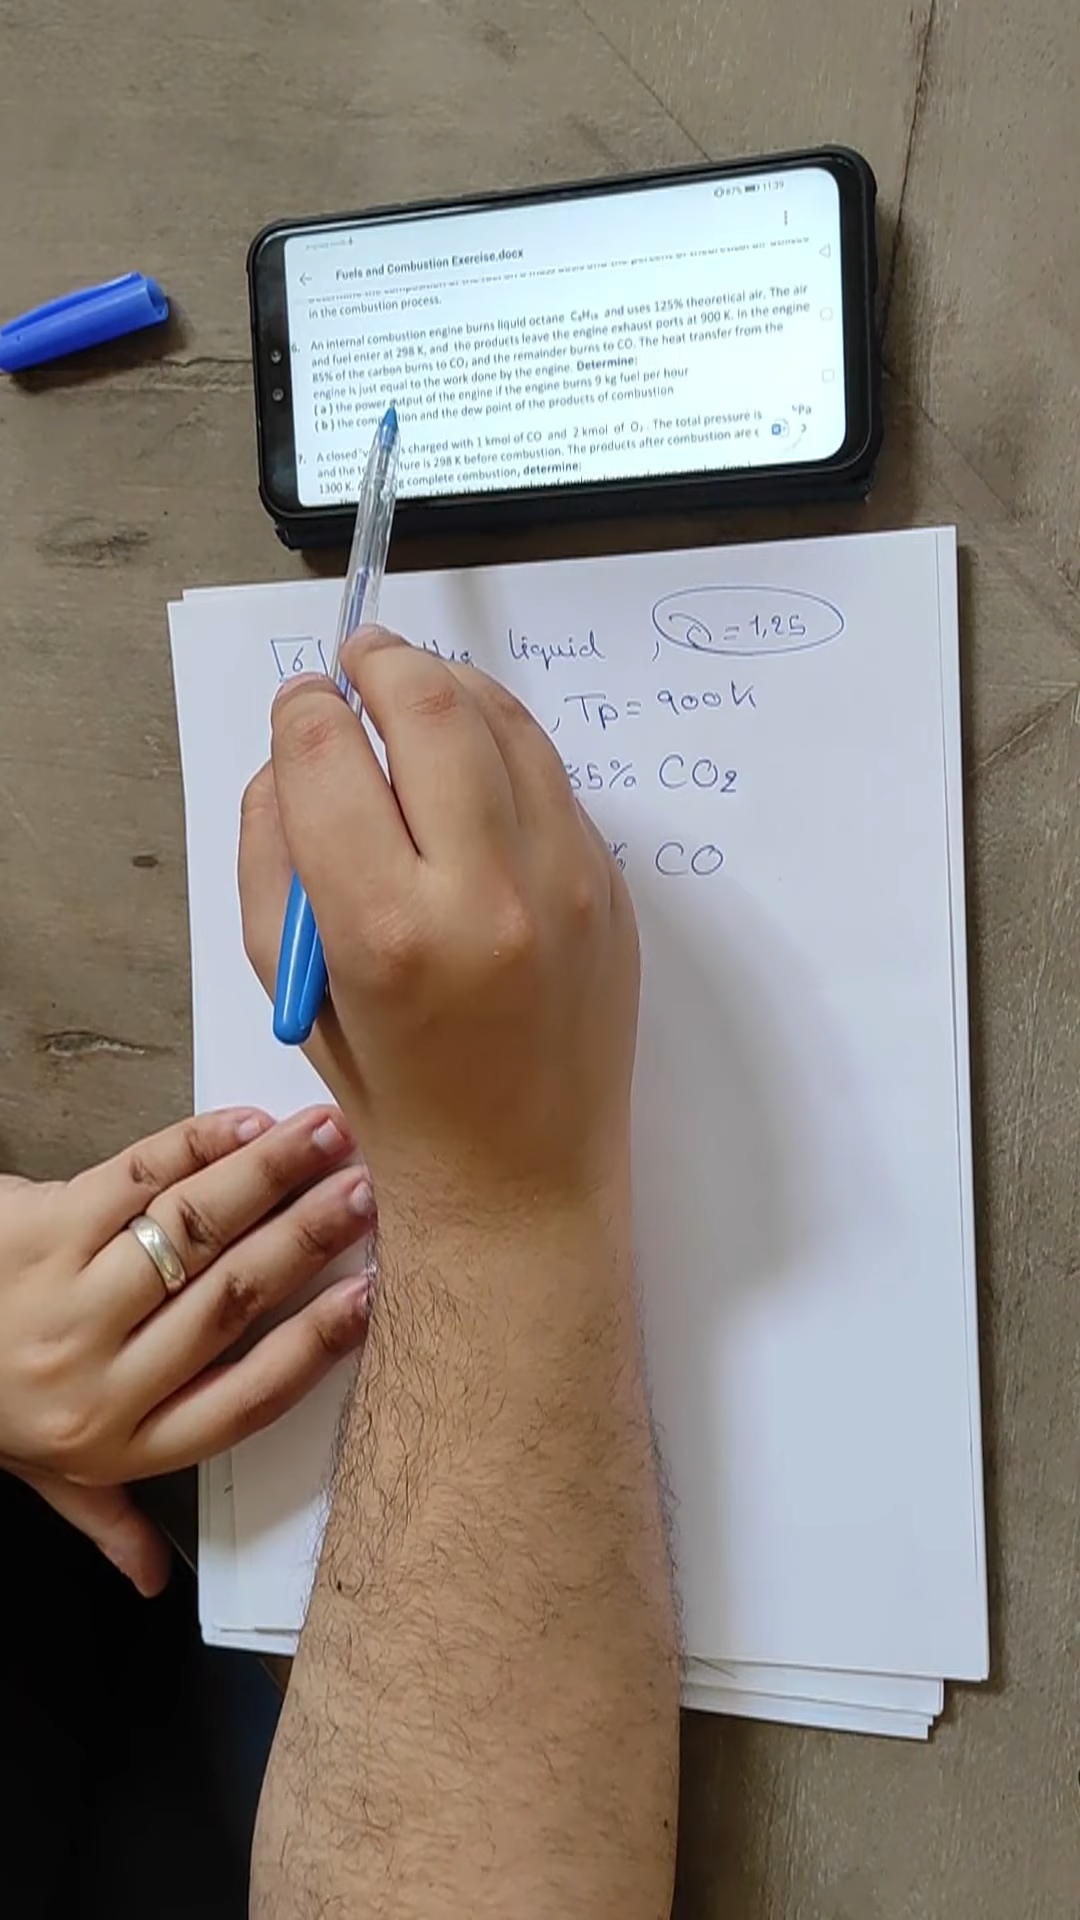 87% 11:39
Fuels and Combustion Exercise.docx
in the combustion process.
6. An internal combustion engine burns liquid octane C₈H₁₈ and uses 125% theoretical air. The air
and fuel enter at 298 K, and the products leave the engine exhaust ports at 900 K. In the engine
85% of the carbon burns to CO₂ and the remainder burns to CO. The heat transfer from the
engine is just equal to the work done by the engine. Determine:
(a) the power output of the engine if the engine burns 9 kg fuel per hour
(b) the and the dew point of the products of combustion
7. A closed charged with 1 kmol of CO and 2 kmol of O₂. The total pressure is
kPa
and the is 298 K before combustion. The products after combustion are
1300 K. complete combustion, determine:
6 liquid , λ=1,25
, Tp= 900K
85% CO2
% CO